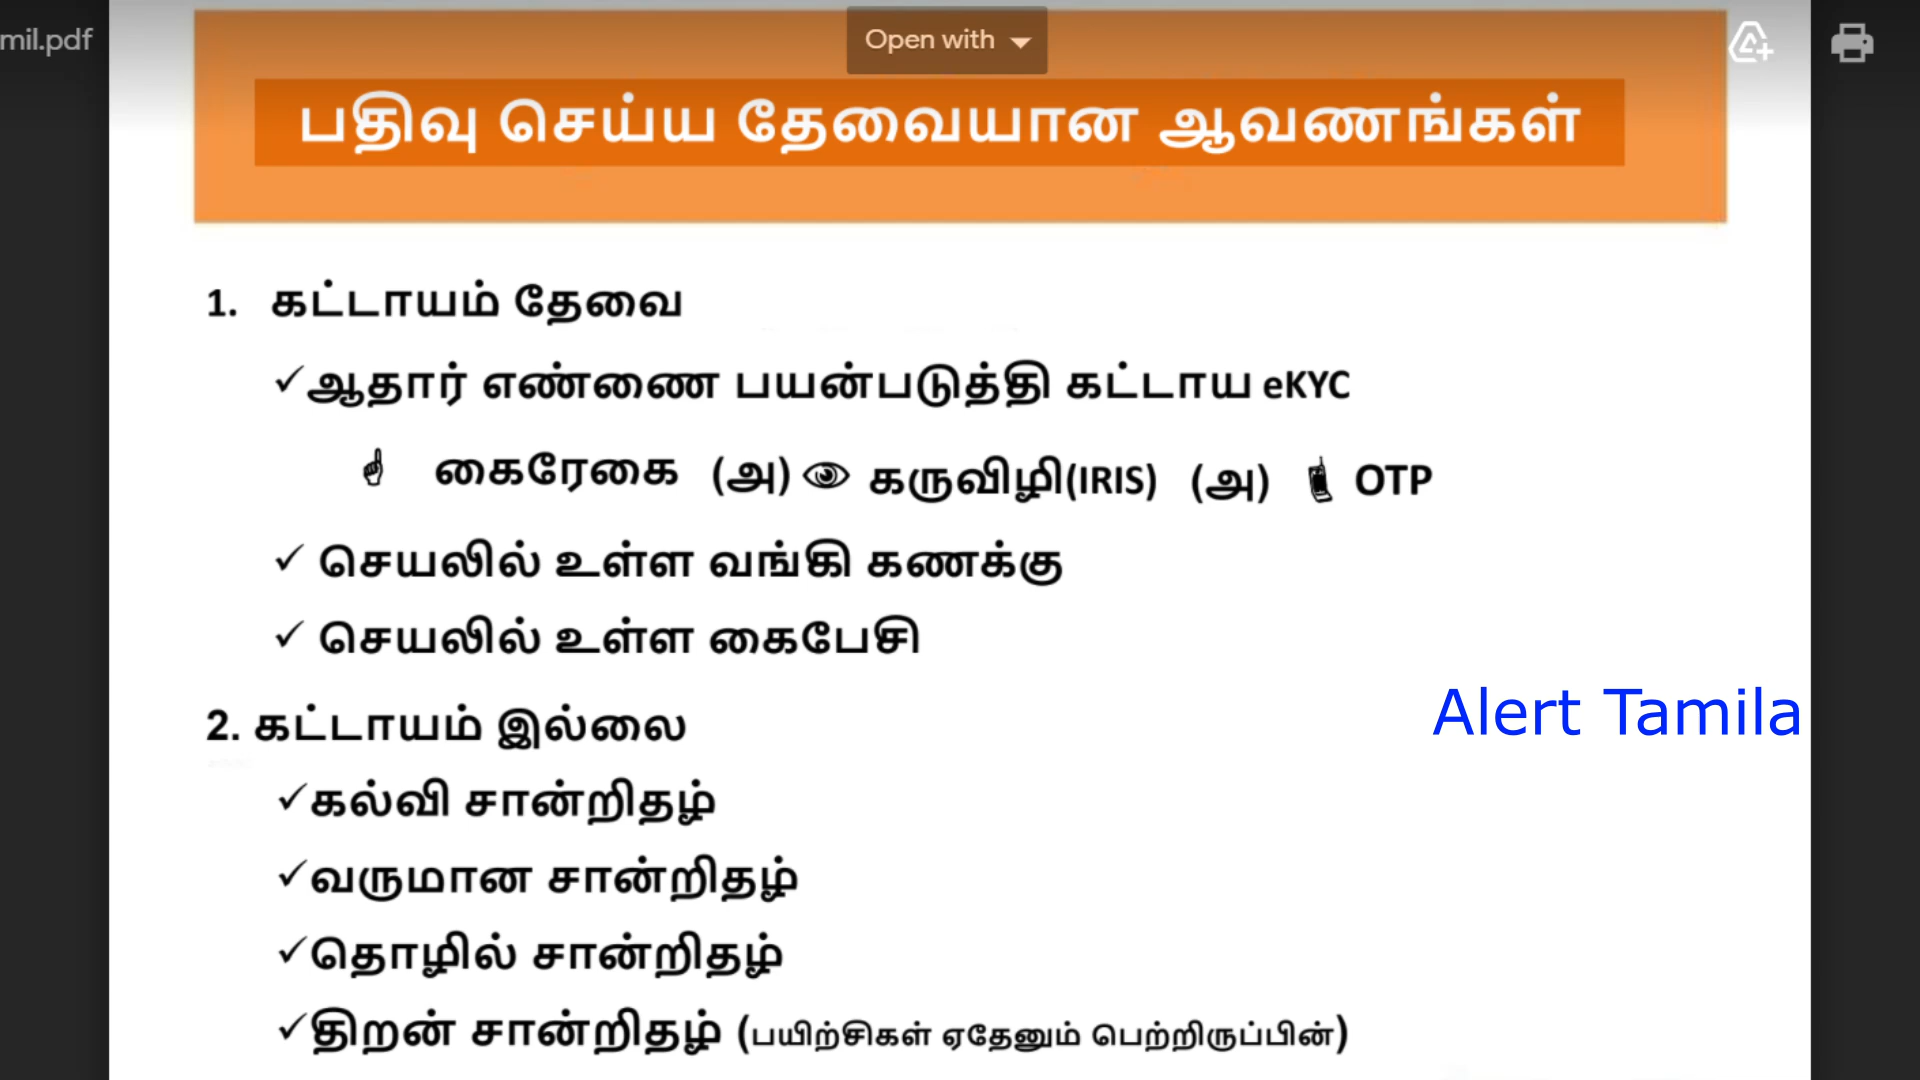 mil.pdf
Open with
பதிவு செய்ய தேவையான ஆவணங்கள்
1. கட்டாயம் தேவை
✓ஆதார் எண்ணை பயன்படுத்தி கட்டாய eKYC
☝ கைரேகை (அ) 👁 கருவிழி(IRIS) (அ) 📱 OTP
✓ செயலில் உள்ள வங்கி கணக்கு
✓ செயலில் உள்ள கைபேசி
2. கட்டாயம் இல்லை
Alert Tamila
✓கல்வி சான்றிதழ்
✓வருமான சான்றிதழ்
✓தொழில் சான்றிதழ்
✓திறன் சான்றிதழ் (பயிற்சிகள் ஏதேனும் பெற்றிருப்பின்)